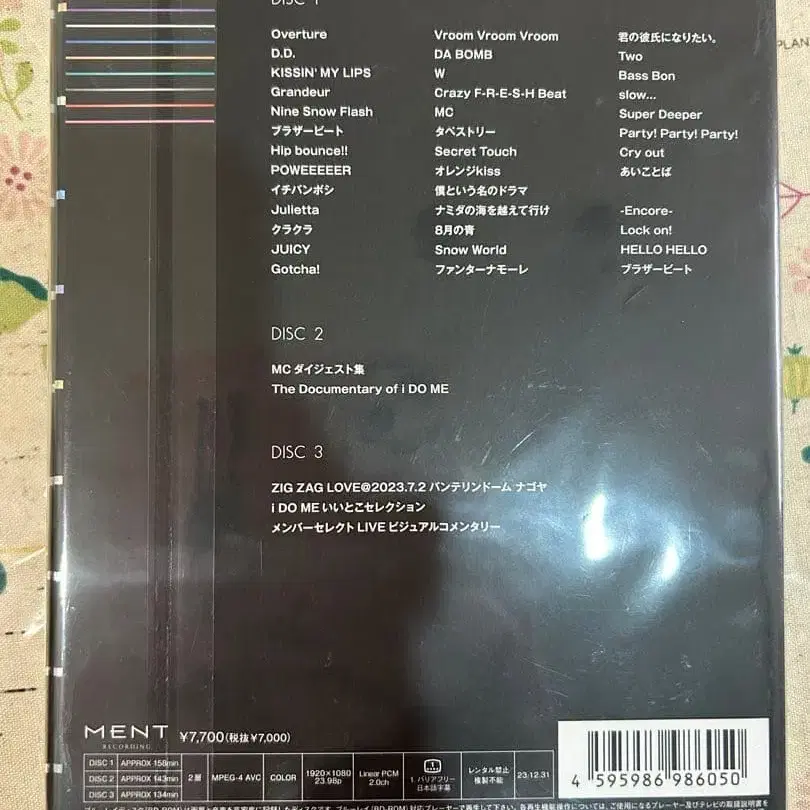 DISC 1
Overture
D.D.
KISSIN' MY LIPS
Grandeur
Nine Snow Flash
ブラザービート
Hip bounce!!
POWEEEEER
イチバンボシ
Julietta
クラクラ
JUICY
Gotcha!
Vroom Vroom Vroom
DA BOMB
W
Crazy F-R-E-S-H Beat
MC
タペストリー
Secret Touch
オレンジkiss
僕という名のドラマ
ナミダの海を越えて行け
8月の青
Snow World
ファンターナモーレ
君の彼氏になりたい。
Two
Bass Bon
slow...
Super Deeper
Party! Party! Party!
Cry out
あいことば
-Encore-
Lock on!
HELLO HELLO
ブラザービート
DISC 2
MC ダイジェスト集
The Documentary of i DO ME
DISC 3
ZIG ZAG LOVE@2023.7.2 バンテリンドーム ナゴヤ
i DO ME いいとこセレクション
メンバーセレクト LIVE ビジュアルコメンタリー
MENT
RECORDING
¥7,700(税抜¥7,000)
DISC 1 APPROX 158min
DISC 2 APPROX 143min
DISC 3 APPROX 134min
2層
MPEG-4 AVC
COLOR
1920×1080
23.98p
Linear PCM
2.0ch
1. バリアフリー
日本語字幕
レンタル禁止
複製不能
23.12.31
4 595986 986050
PLAN